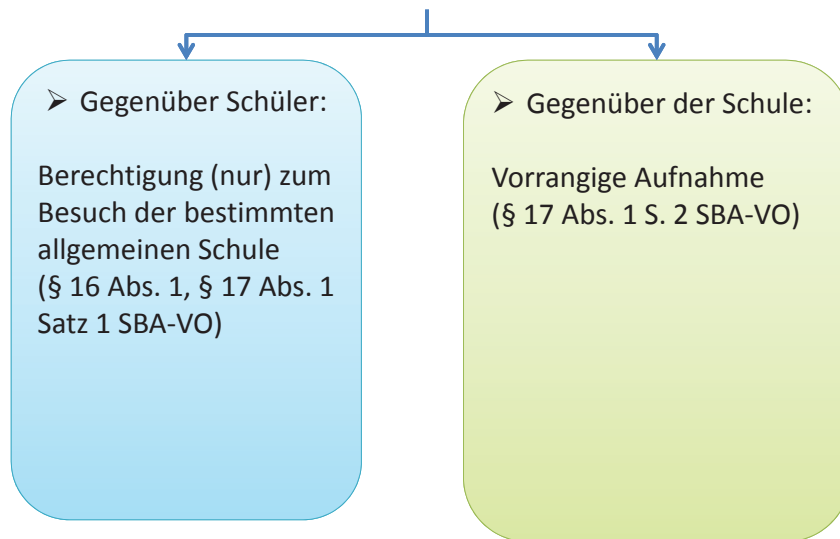 ➢ Gegenüber Schüler:
Berechtigung (nur) zum
Besuch der bestimmten
allgemeinen Schule
(§ 16 Abs. 1, § 17 Abs. 1
Satz 1 SBA-VO)
➢ Gegenüber der Schule:
Vorrangige Aufnahme
(§ 17 Abs. 1 S. 2 SBA-VO)